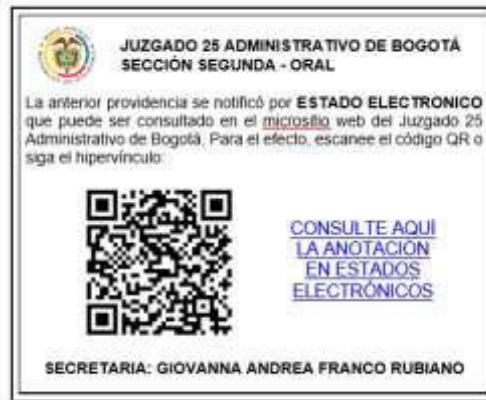 JUZGADO 25 ADMINISTRATIVO DE BOGOTÁ
SECCIÓN SEGUNDA - ORAL
La anterior providencia se notificó por ESTADO ELECTRONICO
que puede ser consultado en el micrositio web del Juzgado 25
Administrativo de Bogotá. Para el efecto, escanee el código QR o
siga el hipervínculo:
CONSULTE AQUÍ
LA ANOTACIÓN
EN ESTADOS
ELECTRÓNICOS
SECRETARIA: GIOVANNA ANDREA FRANCO RUBIANO